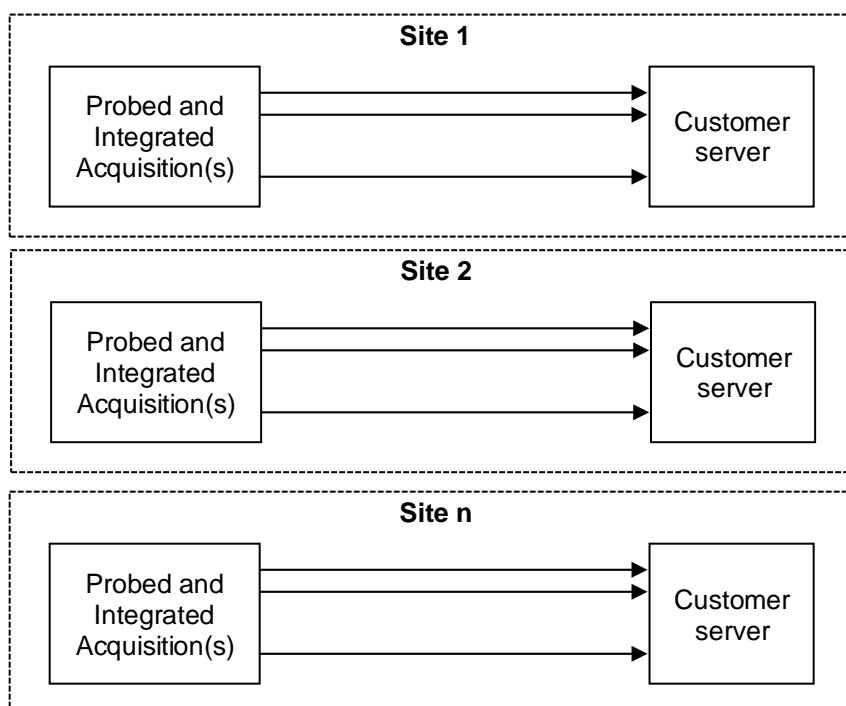 Site 1
Probed and
Integrated
Acquisition(s)
Customer
server
Site 2
Probed and
Integrated
Acquisition(s)
Customer
server
Site n
Probed and
Integrated
Acquisition(s)
Customer
server